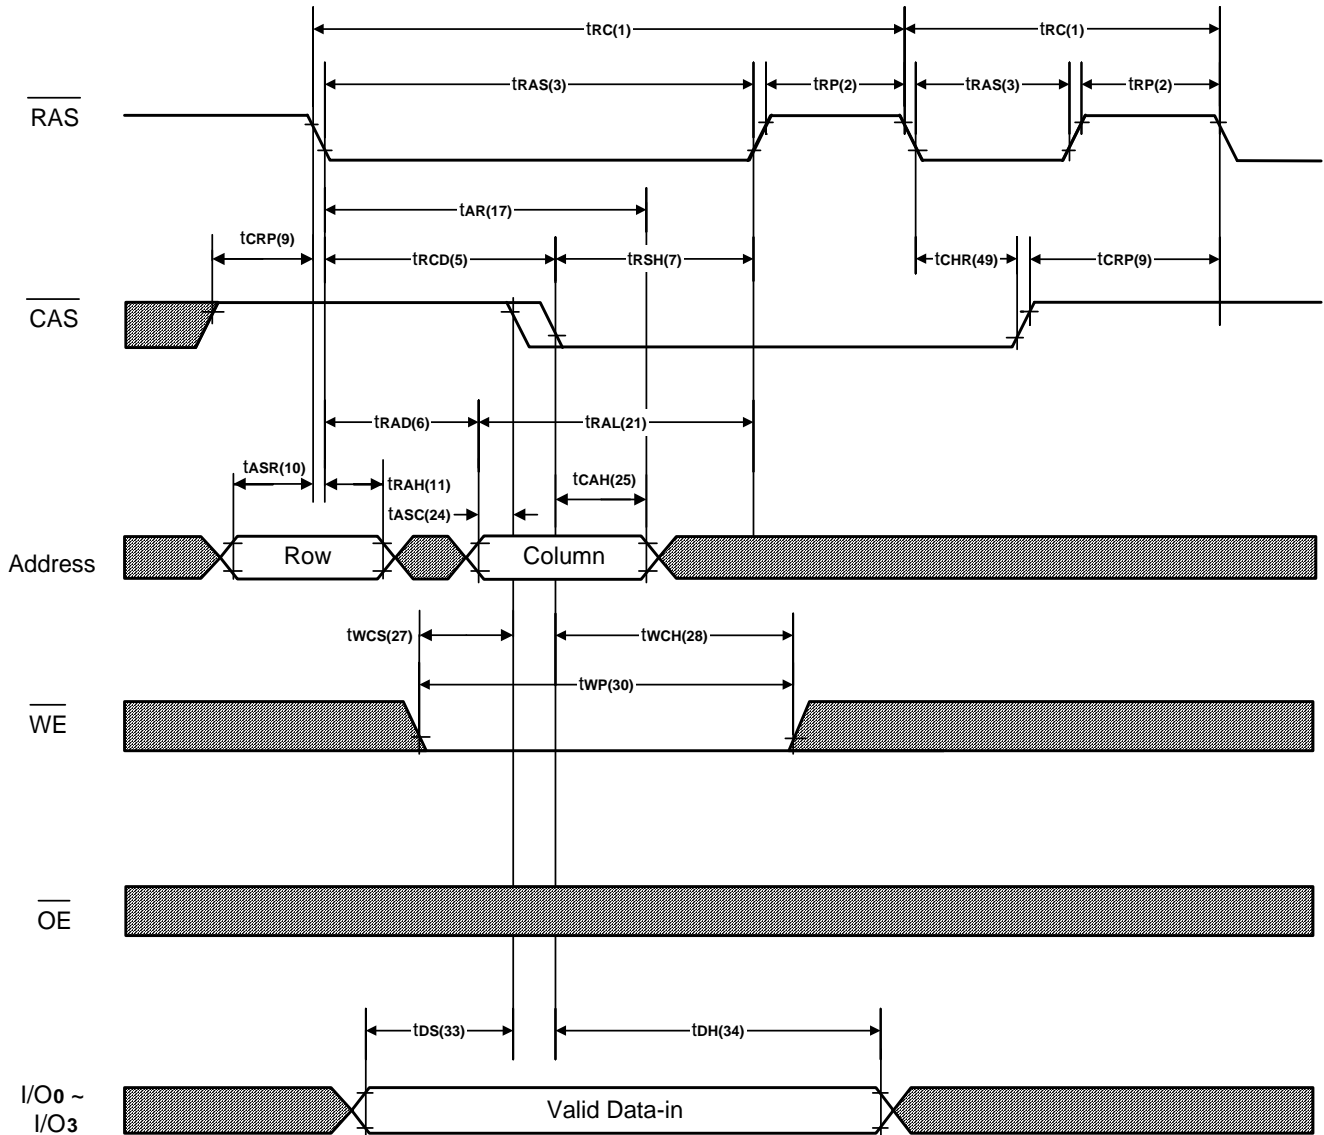 tRC(1) tRC(1)
tRAS(3) tRP(2) tRAS(3) tRP(2)
RAS
tAR(17)
tCRP(9) tRCD(5) tRSH(7) tCHR(49) tCRP(9)
CAS
tRAD(6) tRAL(21)
tASR(10) tRAH(11) tCAH(25)
tASC(24)
Address Row Column
tWCS(27) tWCH(28)
tWP(30)
WE
OE
tDS(33) tDH(34)
I/O0 ~
I/O3 Valid Data-in